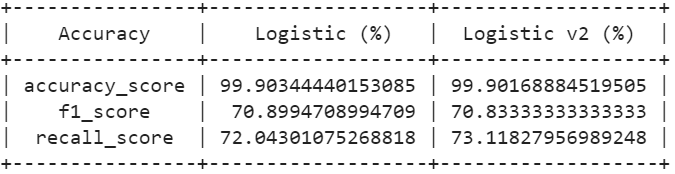 +----------------+--------------------+--------------------+
|    Accuracy    |    Logistic (%)    |  Logistic v2 (%)  |
+----------------+--------------------+--------------------+
| accuracy_score | 99.90344440153085 | 99.90168884519505 |
|    f1_score    |  70.8994708994709  | 70.83333333333333 |
|  recall_score  | 72.04301075268818 | 73.11827956989248 |
+----------------+--------------------+--------------------+